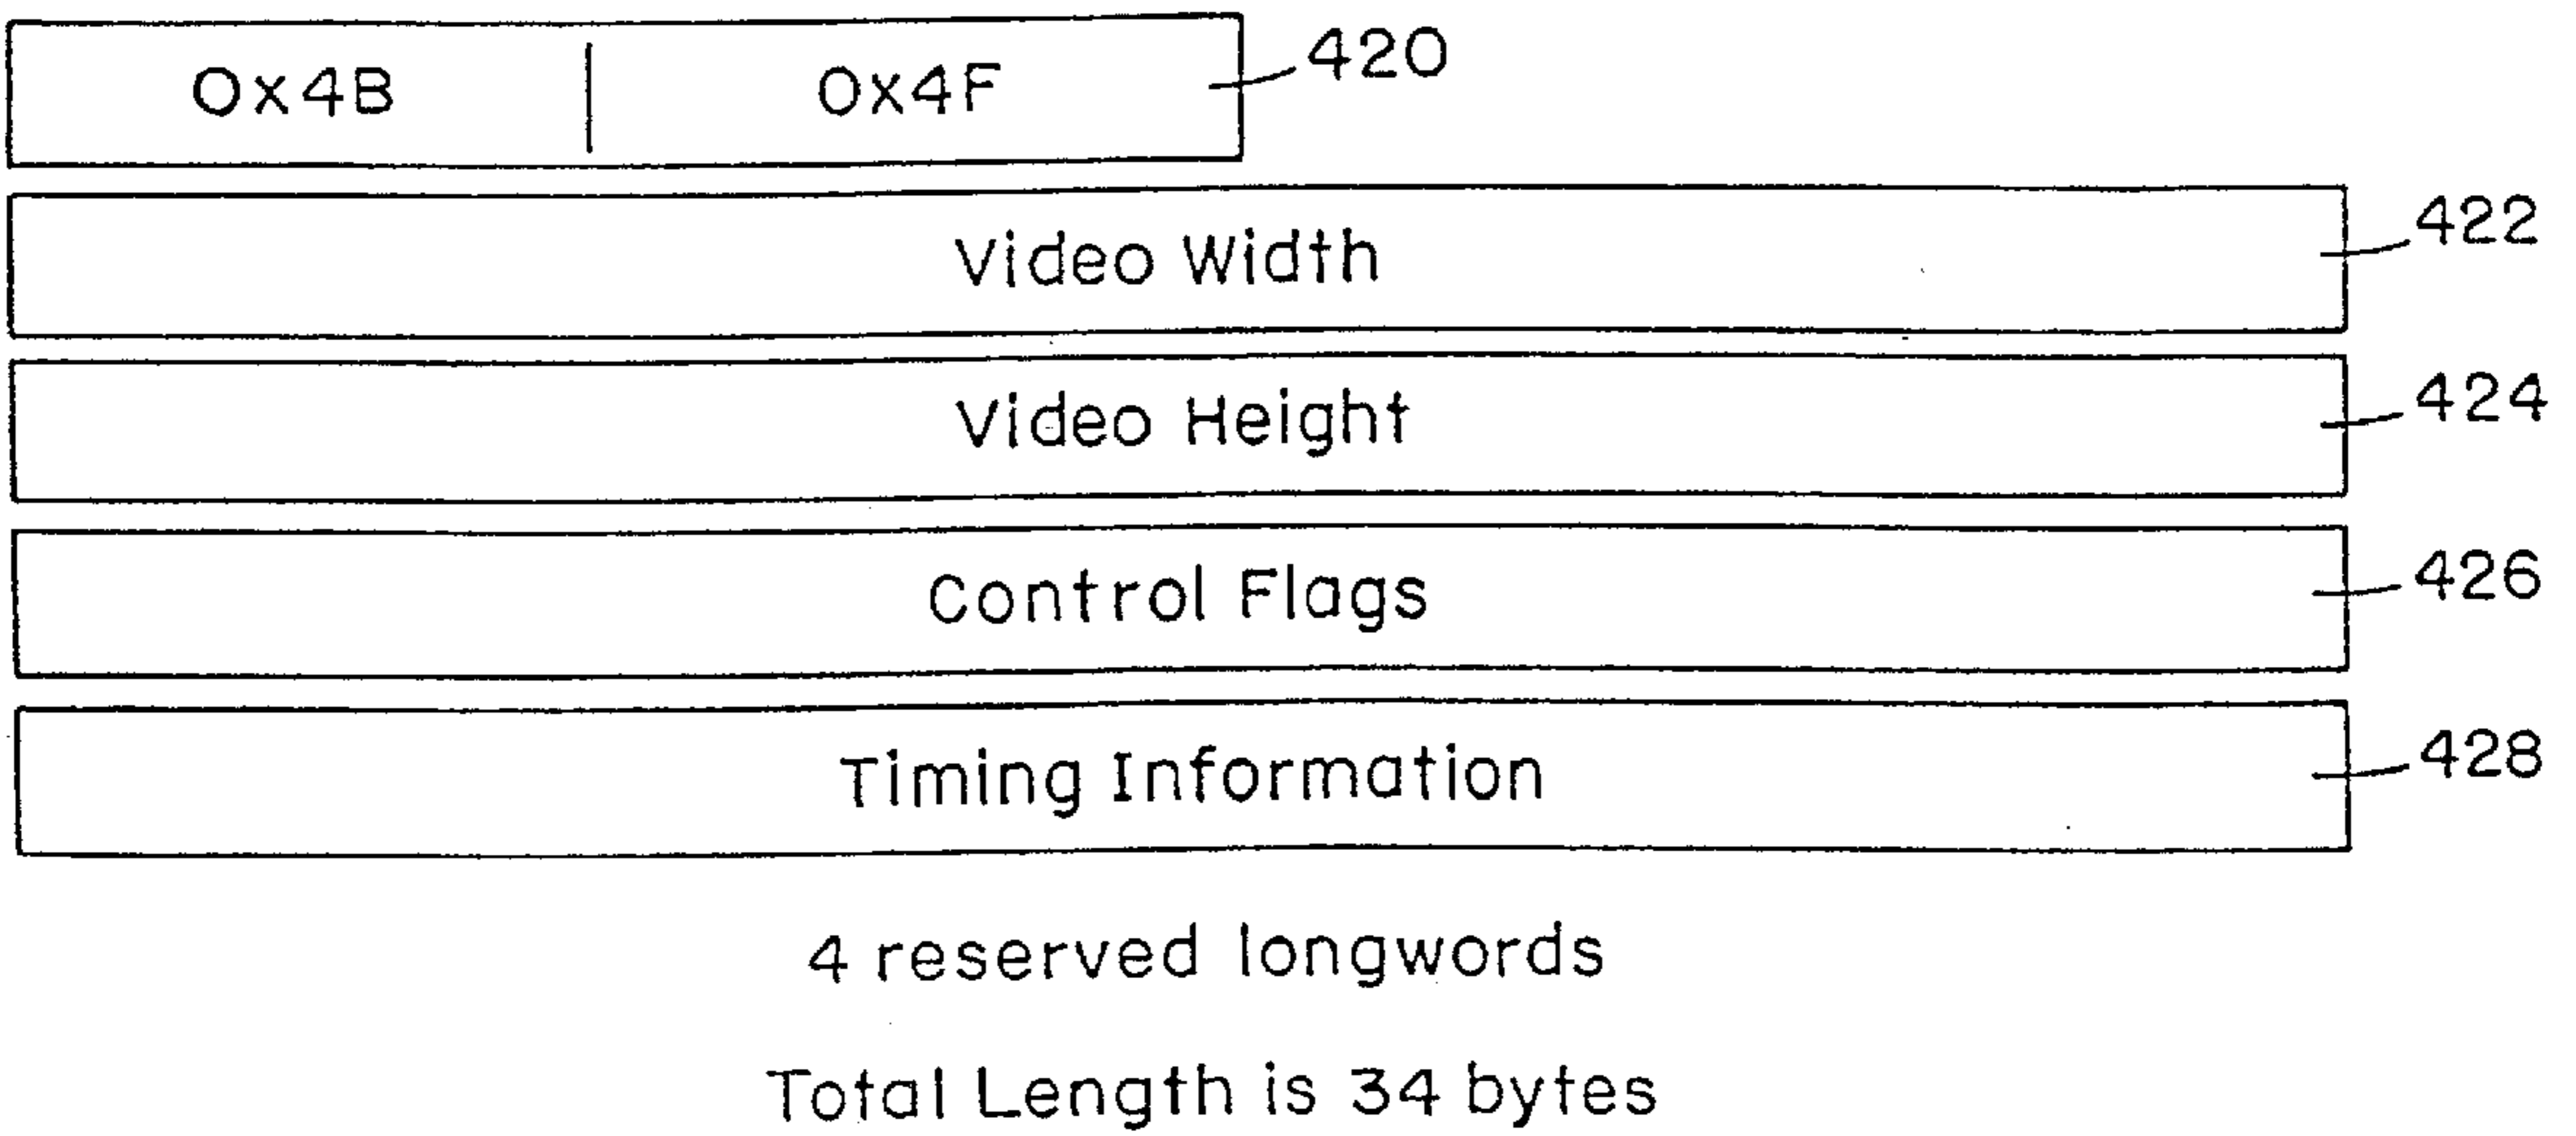 0x4B | 0x4F 420
Video Width 422
Video Height 424
Control Flags 426
Timing Information 428
4 reserved longwords
Total Length is 34 bytes